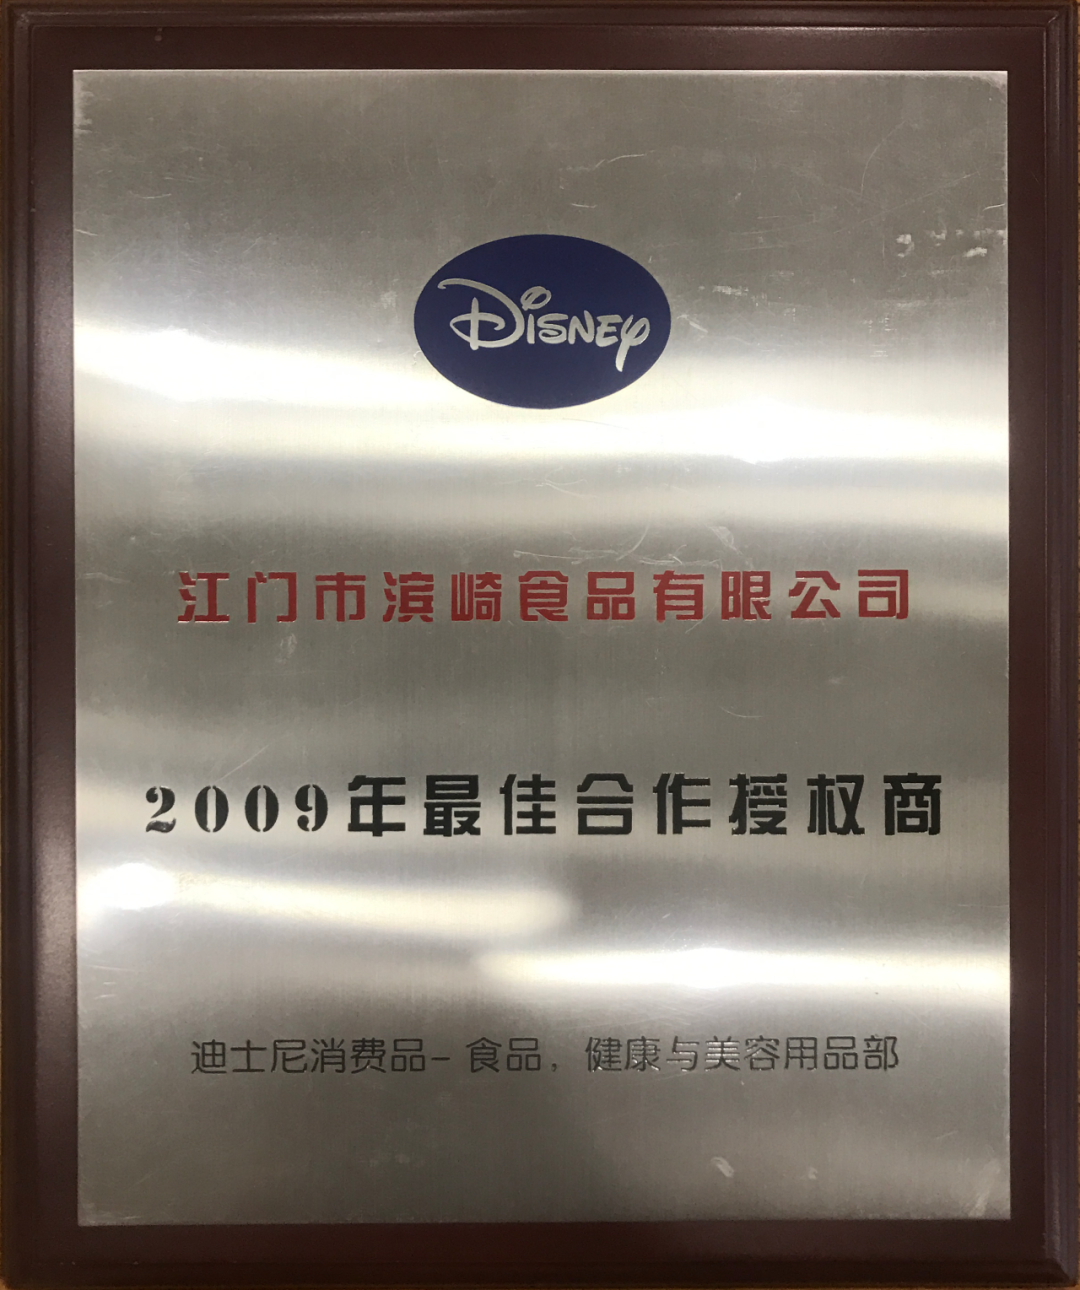 Disney
江门市滨崎食品有限公司
2009年最佳合作授权商
迪士尼消费品-食品，健康与美容用品部